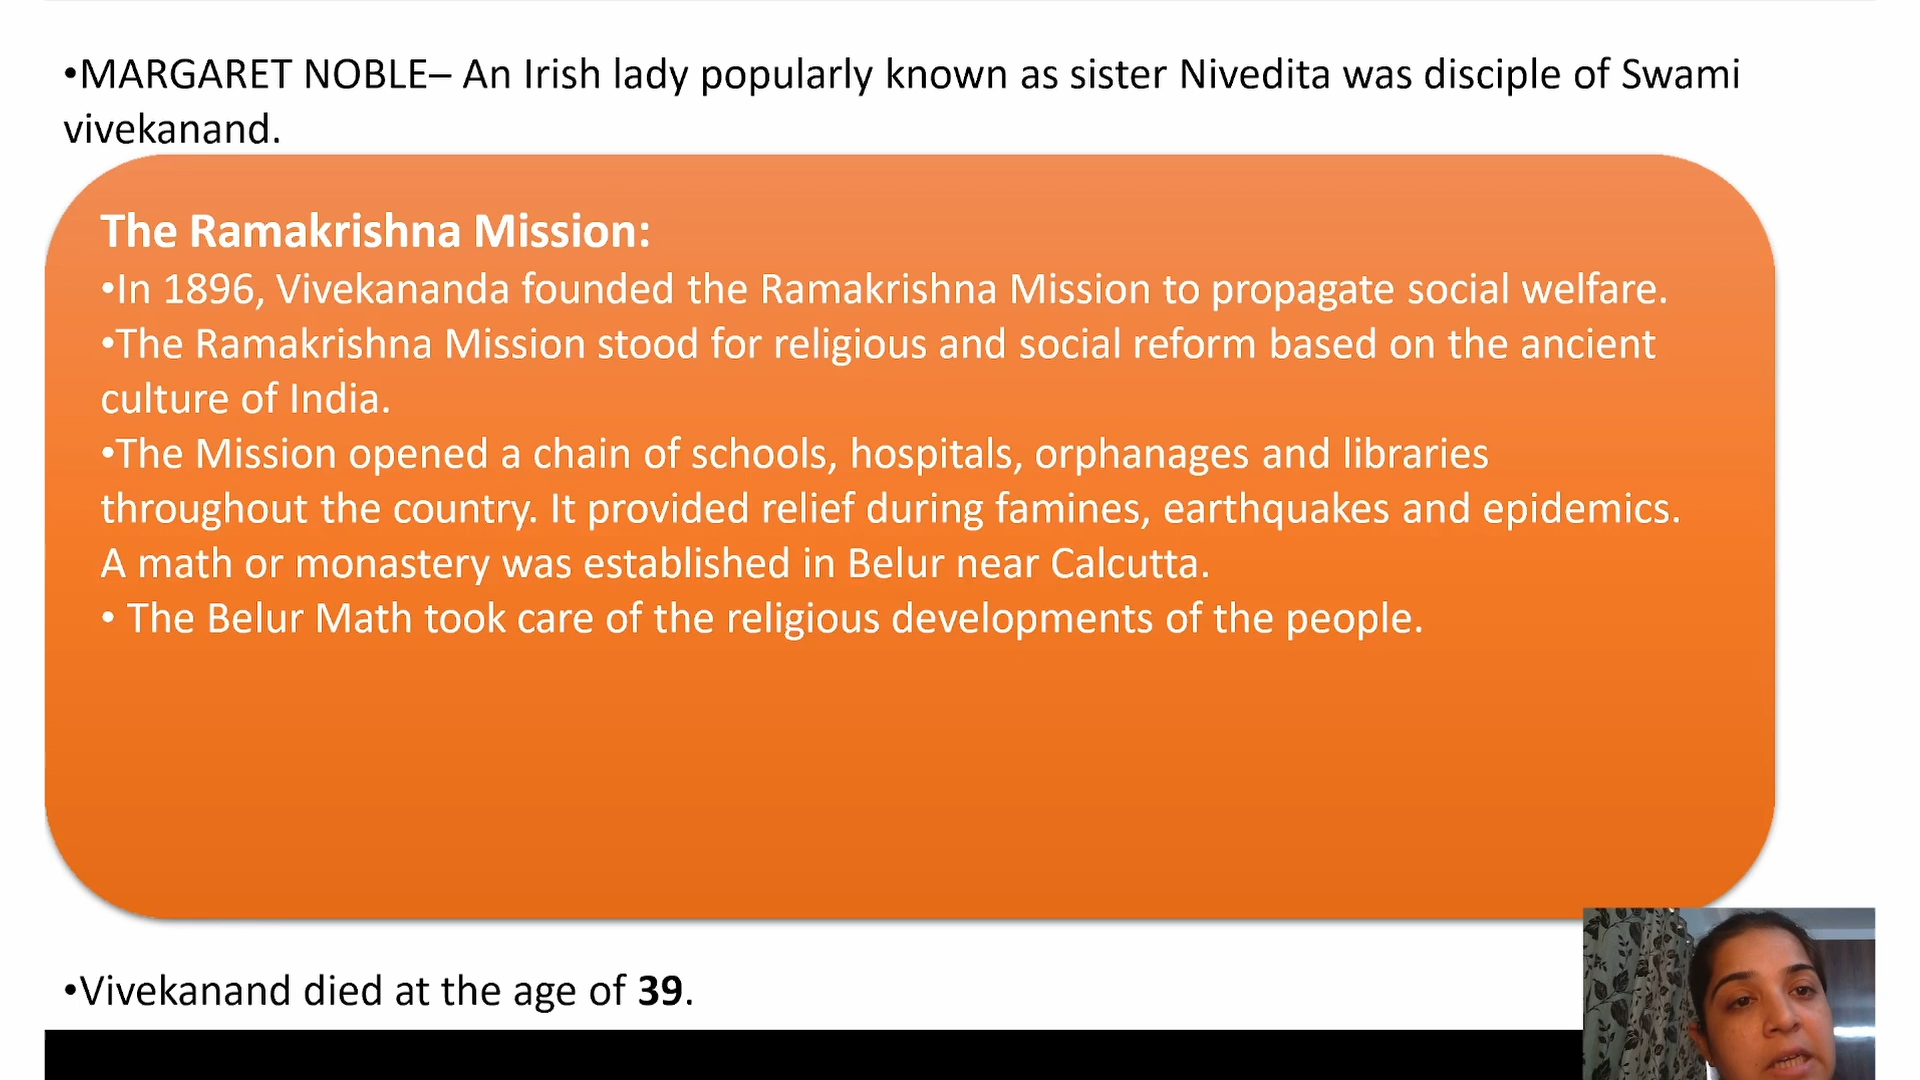 •MARGARET NOBLE– An Irish lady popularly known as sister Nivedita was disciple of Swami
vivekanand.
The Ramakrishna Mission:
•In 1896, Vivekananda founded the Ramakrishna Mission to propagate social welfare.
•The Ramakrishna Mission stood for religious and social reform based on the ancient
culture of India.
•The Mission opened a chain of schools, hospitals, orphanages and libraries
throughout the country. It provided relief during famines, earthquakes and epidemics.
A math or monastery was established in Belur near Calcutta.
• The Belur Math took care of the religious developments of the people.
•Vivekanand died at the age of 39.